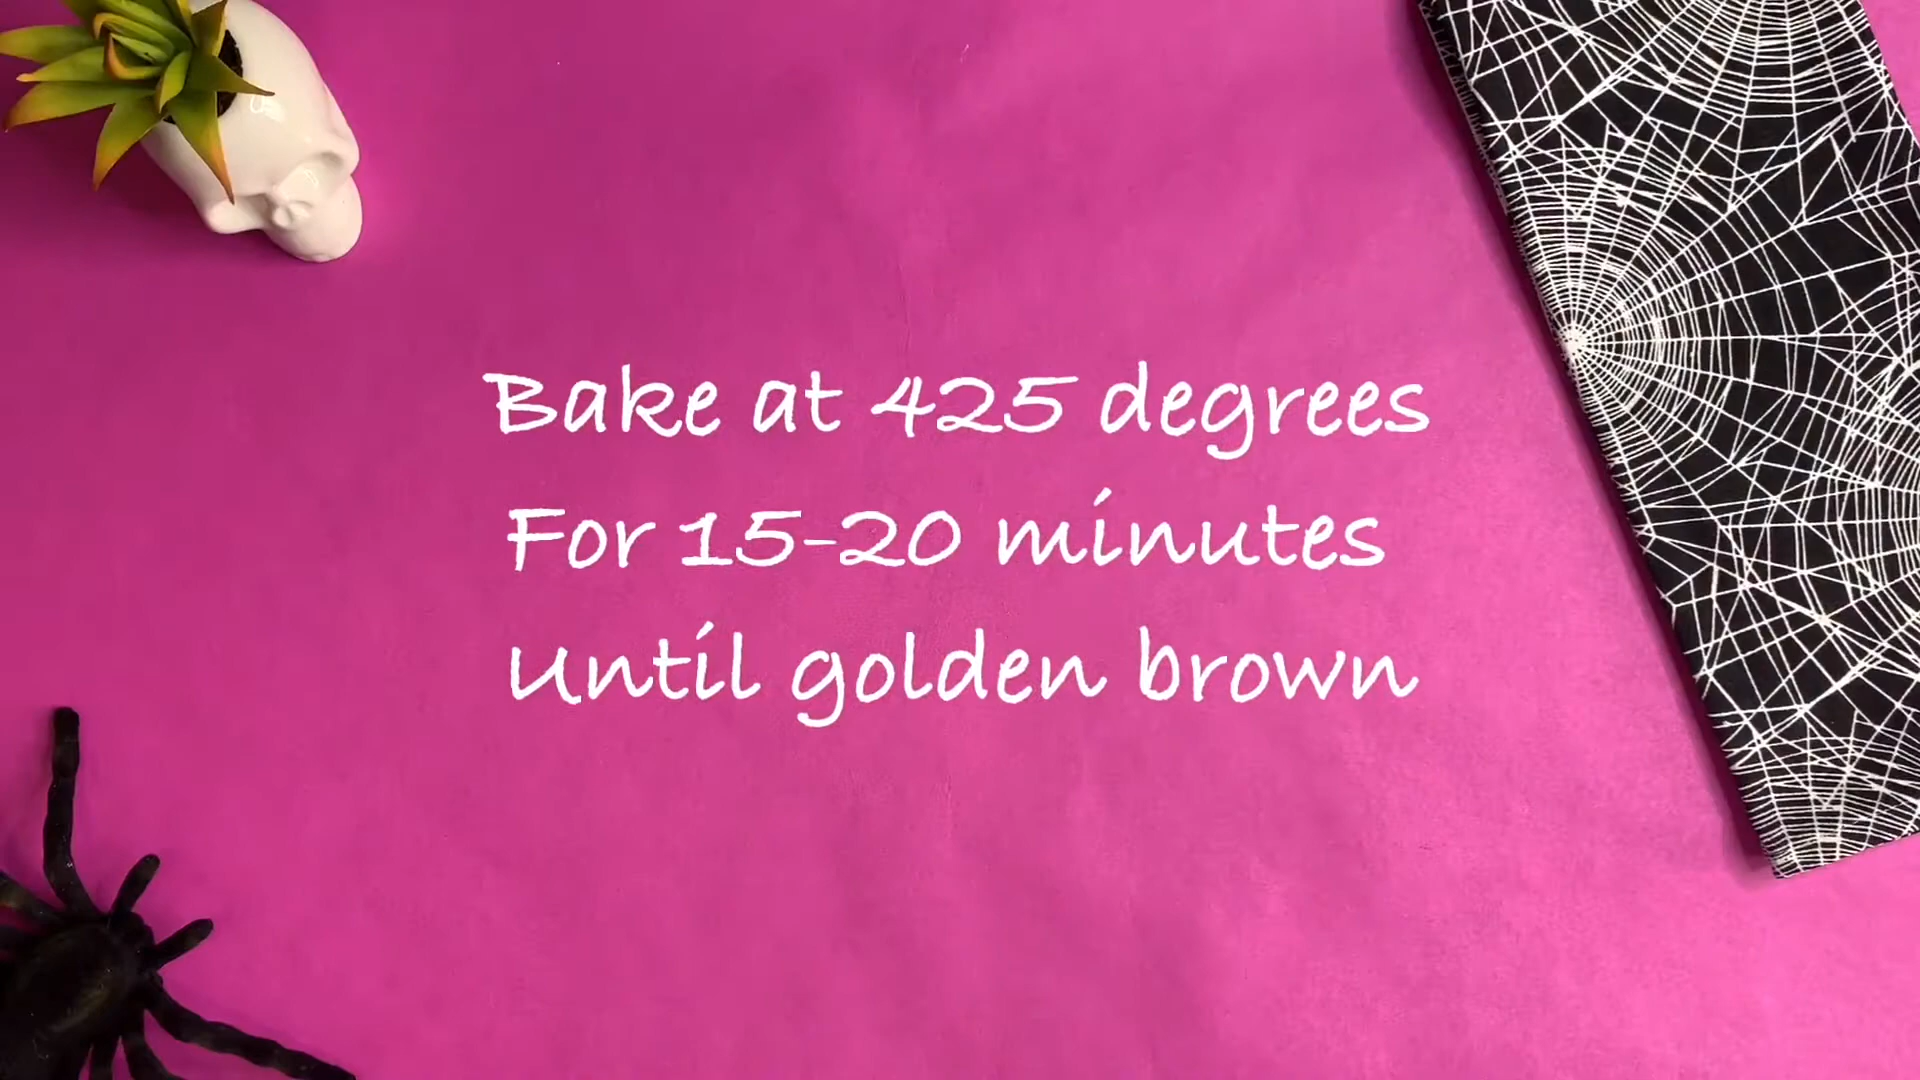 Bake at 425 degrees
For 15-20 minutes
Until golden brown